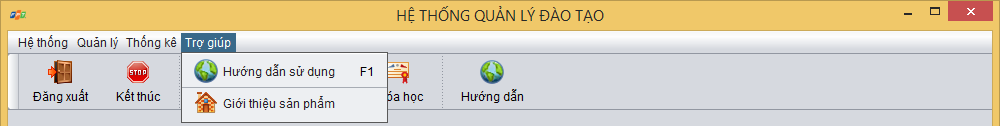 HỆ THỐNG QUẢN LÝ ĐÀO TẠO
Hệ thống Quản lý Thống kê Trợ giúp
Hướng dẫn sử dụng F1
Giới thiệu sản phẩm
Đăng xuất Kết thúc óa học Hướng dẫn